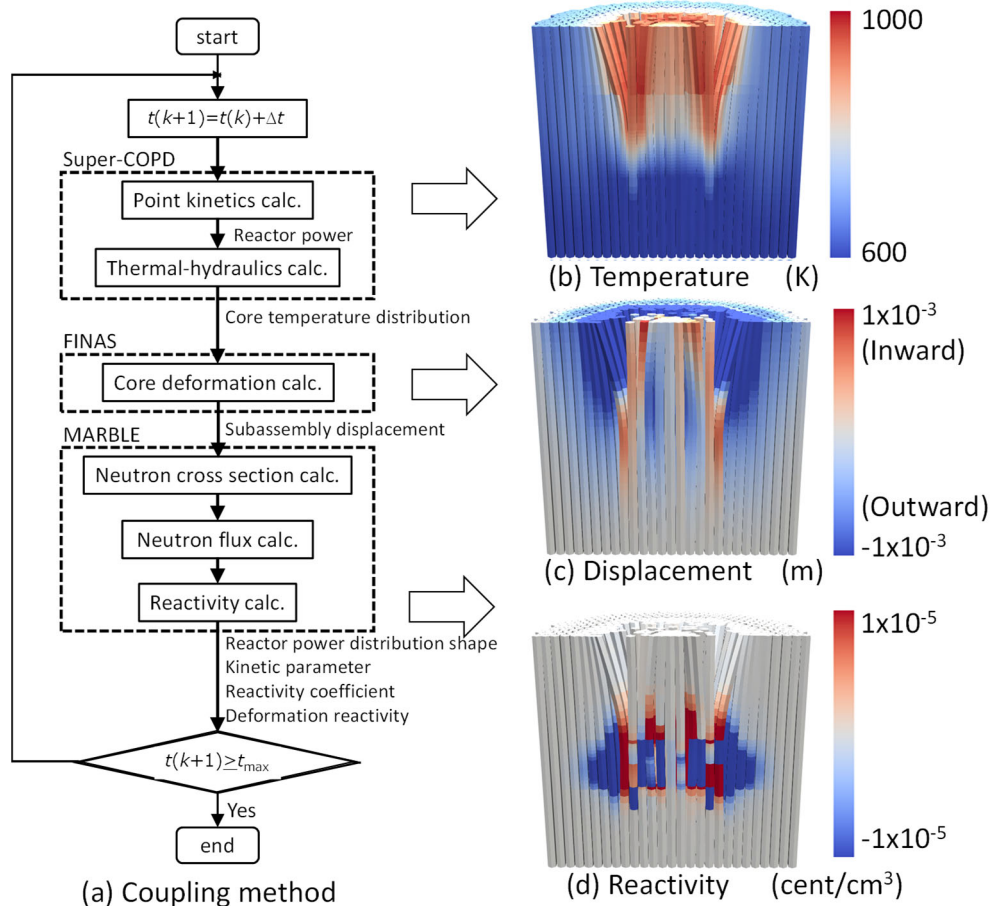 start
t(k+1)=t(k)+Δt
Super-COPD
Point kinetics calc.
Reactor power
Thermal-hydraulics calc.
Core temperature distribution
FINAS
Core deformation calc.
Subassembly displacement
MARBLE
Neutron cross section calc.
Neutron flux calc.
Reactivity calc.
Reactor power distribution shape
Kinetic parameter
Reactivity coefficient
Deformation reactivity
t(k+1)≥tmax
Yes
end
(a) Coupling method
1000
600
(b) Temperature (K)
1x10⁻³
(Inward)
(Outward)
-1x10⁻³
(c) Displacement (m)
1x10⁻⁵
-1x10⁻⁵
(d) Reactivity (cent/cm³)